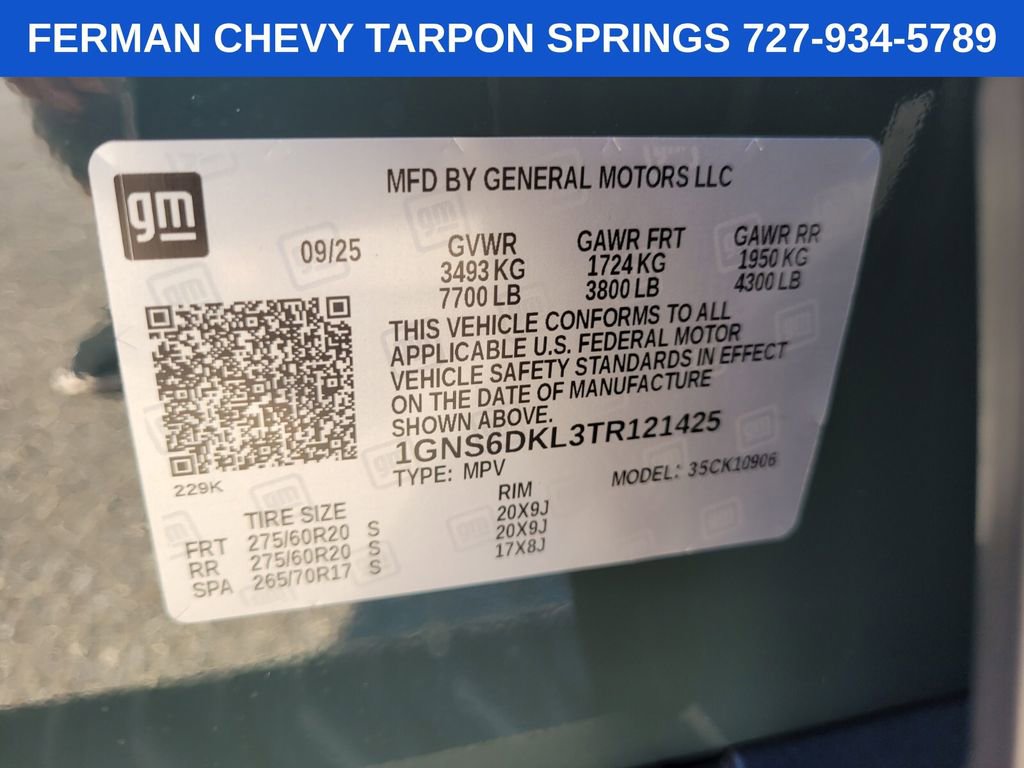 FERMAN CHEVY TARPON SPRINGS 727-934-5789
gm
MFD BY GENERAL MOTORS LLC
09/25 GVWR GAWR FRT GAWR RR
3493 KG 1724 KG 1950 KG
7700 LB 3800 LB 4300 LB
THIS VEHICLE CONFORMS TO ALL
APPLICABLE U.S. FEDERAL MOTOR
VEHICLE SAFETY STANDARDS IN EFFECT
ON THE DATE OF MANUFACTURE
SHOWN ABOVE.
1GNS6DKL3TR121425
229K
TYPE: MPV MODEL: 35CK10906
TIRE SIZE RIM
FRT 275/60R20 S 20X9J
RR 275/60R20 S 20X9J
SPA 265/70R17 S 17X8J